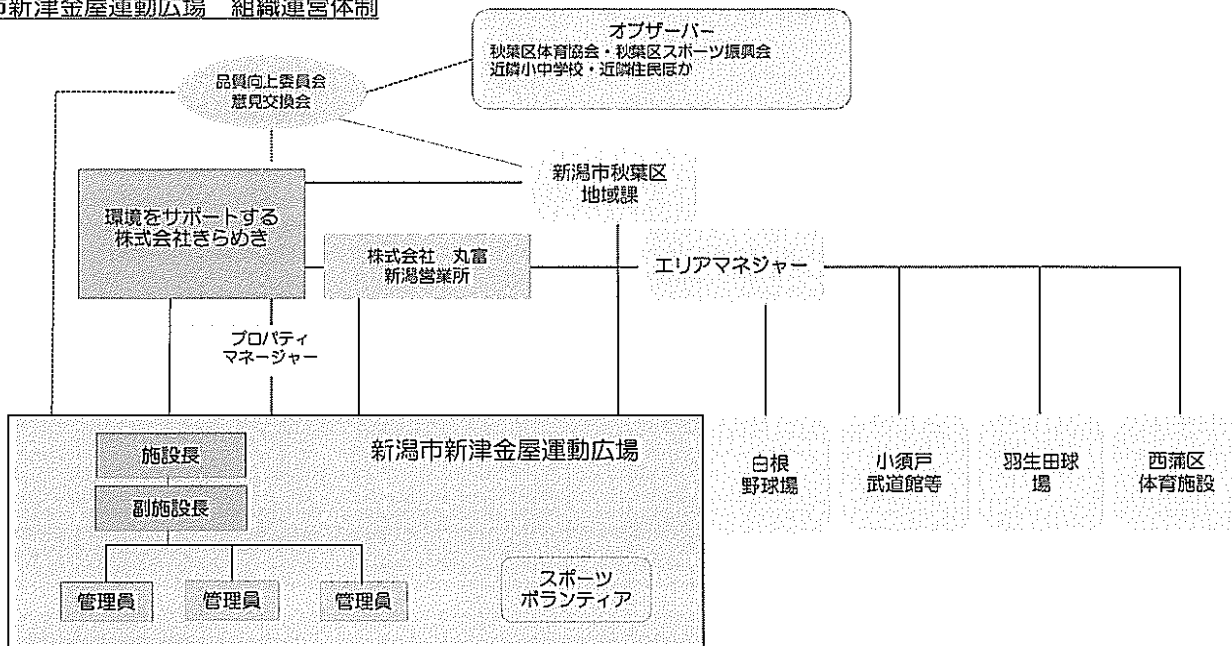 市新津金屋運動広場 組織運営体制
オブザーバー
秋葉区体育協会・秋葉区スポーツ振興会
近隣小中学校・近隣住民ほか
品質向上委員会
意見交換会
新潟市秋葉区
地域課
環境をサポートする
株式会社きらめき
株式会社 丸富
新潟営業所
エリアマネジャー
プロパティ
マネージャー
新潟市新津金屋運動広場
施設長
副施設長
管理員
管理員
管理員
スポーツ
ボランティア
白根
野球場
小須戸
武道館等
羽生田球
場
西蒲区
体育施設